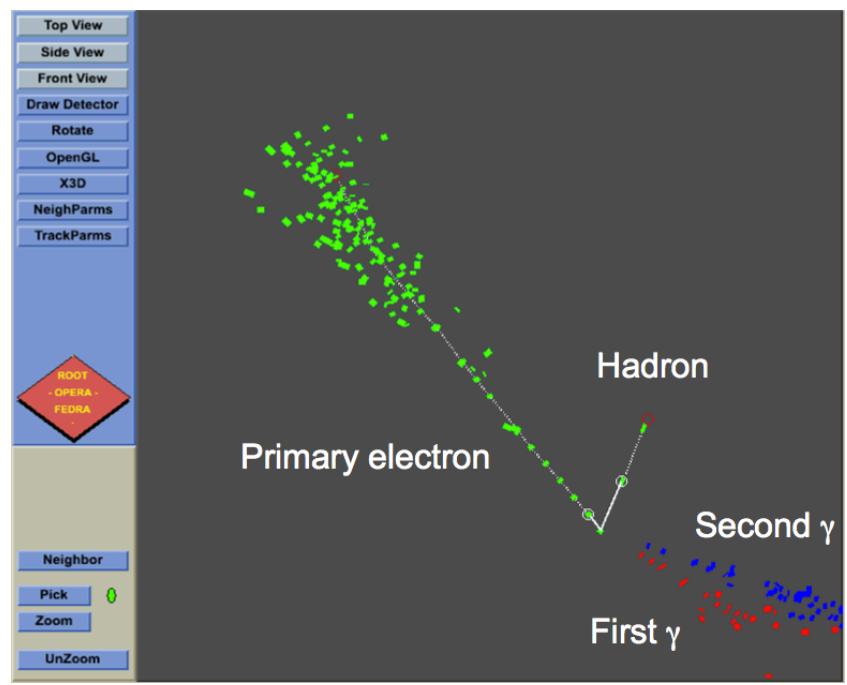 Top View
Side View
Front View
Draw Detector
Rotate
OpenGL
X3D
NeighParms
TrackParms
ROOT
- OPERA -
FEDRA
Neighbor
Pick
Zoom
UnZoom
Hadron
Primary electron
Second γ
First γ